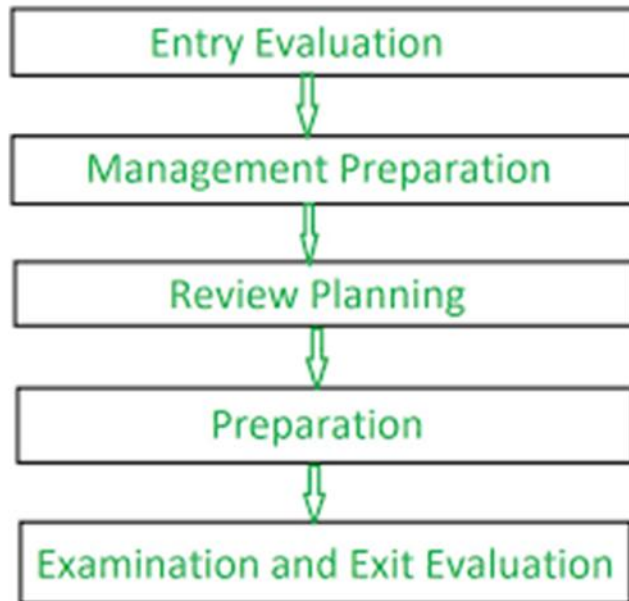 Entry Evaluation
Management Preparation
Review Planning
Preparation
Examination and Exit Evaluation